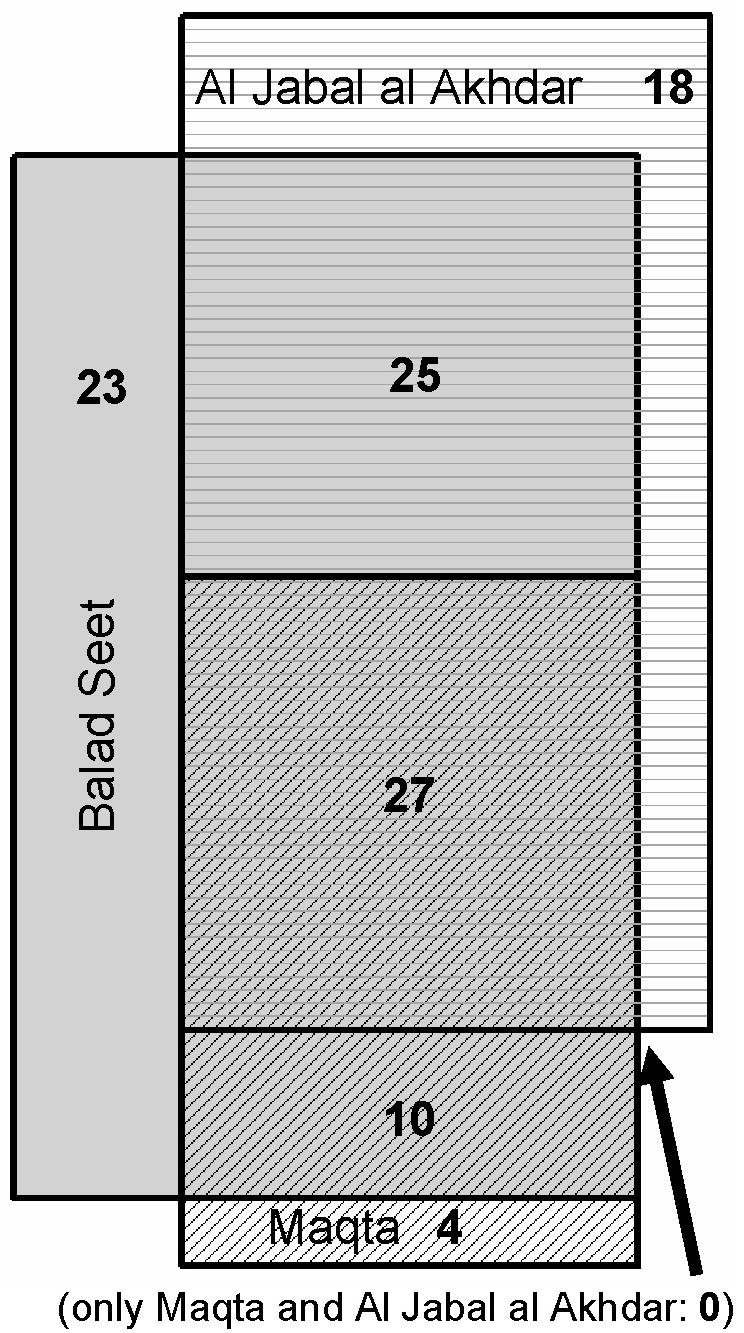 Al Jabal al Akhdar 18
23
25
Balad Seet
27
10
Maqta 4
(only Maqta and Al Jabal al Akhdar: 0)